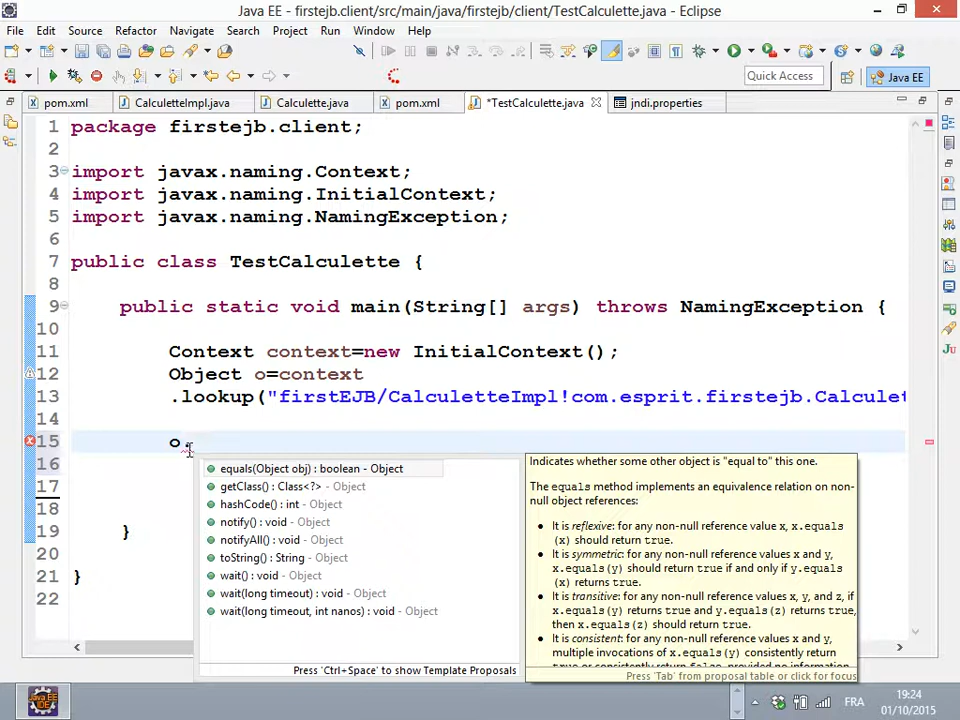 Java EE - firstejb.client/src/main/java/firstejb/client/TestCalculette.java - Eclipse
File Edit Source Refactor Navigate Search Project Run Window Help
Quick Access
Java EE
pom.xml CalculetteImpl.java Calculette.java pom.xml *TestCalculette.java jndi.properties
1 package firstejb.client;
2
3 import javax.naming.Context;
4 import javax.naming.InitialContext;
5 import javax.naming.NamingException;
6
7 public class TestCalculette {
8
9 public static void main(String[] args) throws NamingException {
10
11 Context context=new InitialContext();
12 Object o=context
13 .lookup("firstEJB/CalculetteImpl!com.esprit.firstejb.Calculet
14
15 o.
16
17
18
19 }
20
21 }
22
equals(Object obj) : boolean - Object
getClass() : Class<?> - Object
hashCode() : int - Object
notify() : void - Object
notifyAll() : void - Object
toString() : String - Object
wait() : void - Object
wait(long timeout) : void - Object
wait(long timeout, int nanos) : void - Object
Press 'Ctrl+Space' to show Template Proposals
Indicates whether some other object is "equal to" this one.
The equals method implements an equivalence relation on non-
null object references:
• It is reflexive: for any non-null reference value x, x.equals
(x) should return true.
• It is symmetric: for any non-null reference values x and y,
x.equals(y) should return true if and only if y.equals
(x) returns true.
• It is transitive: for any non-null reference values x, y, and z, if
x.equals(y) returns true and y.equals(z) returns true,
then x.equals(z) should return true.
• It is consistent: for any non-null reference values x and y,
multiple invocations of x.equals(y) consistently return
true or consistently return false, provided no information
Press 'Tab' from proposal table or click for focus
Java EE
IDE
FRA
19:24
01/10/2015